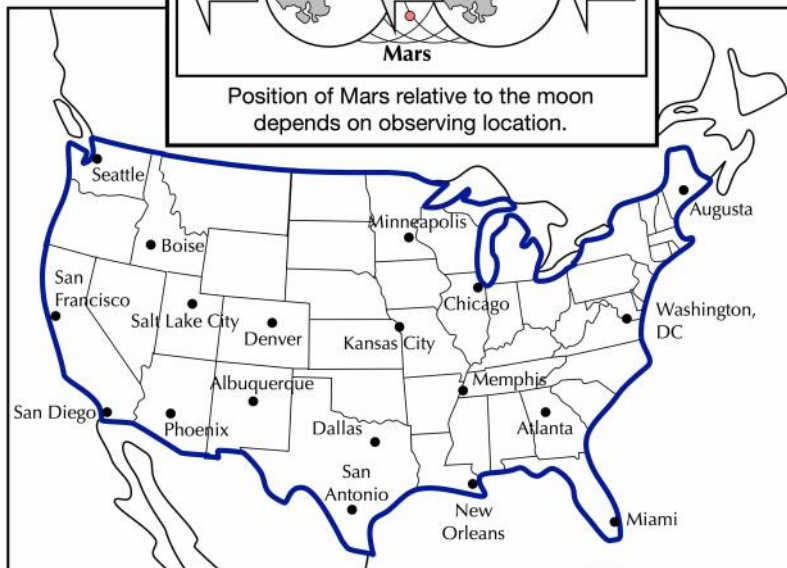 Mars
Position of Mars relative to the moon
depends on observing location.
Seattle
Augusta
Minneapolis
Boise
San
Francisco
Chicago
Washington,
DC
Salt Lake City
Denver
Kansas City
Albuquerque
Memphis
San Diego
Phoenix
Dallas
Atlanta
San
Antonio
New
Orleans
Miami